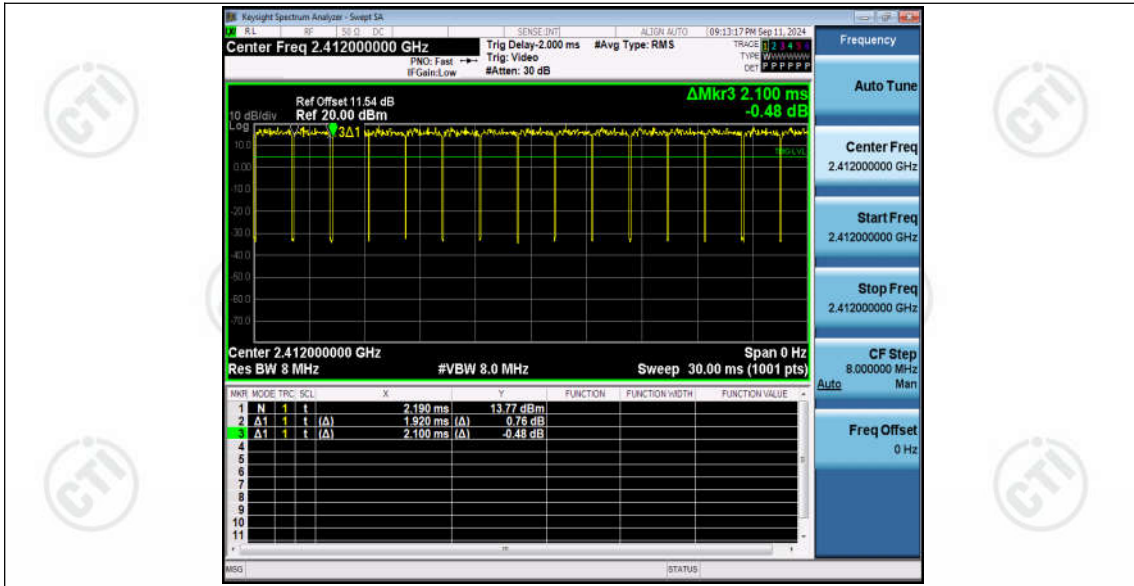 Keysight Spectrum Analyzer - Swept SA
RL RF 50 Ω DC SENSE:INT ALIGN AUTO 09:13:17 PM Sep 11, 2024
Center Freq 2.412000000 GHz
PNO: Fast
IFGain:Low
Trig Delay-2.000 ms
Trig: Video
#Atten: 30 dB
#Avg Type: RMS
TRACE 1 2 3 4 5 6
TYPE
DET P P P P P P
Frequency
ΔMkr3 2.100 ms
-0.48 dB
Ref Offset 11.54 dB
10 dB/div Ref 20.00 dBm
Log
3Δ1
10.0
TRIG LVL
0.00
-10.0
-20.0
-30.0
-40.0
-50.0
-60.0
-70.0
Center 2.412000000 GHz Span 0 Hz
Res BW 8 MHz #VBW 8.0 MHz Sweep 30.00 ms (1001 pts)
MKR MODE TRC SCL X Y FUNCTION FUNCTION WIDTH FUNCTION VALUE
1 N 1 t 2.190 ms 13.77 dBm
2 Δ1 1 t (Δ) 1.920 ms (Δ) 0.76 dB
3 Δ1 1 t (Δ) 2.100 ms (Δ) -0.48 dB
4
5
6
7
8
9
10
11
MSG STATUS
Auto Tune
Center Freq
2.412000000 GHz
Start Freq
2.412000000 GHz
Stop Freq
2.412000000 GHz
CF Step
8.000000 MHz
Auto Man
Freq Offset
0 Hz
CTI
CTI
CTI
CTI